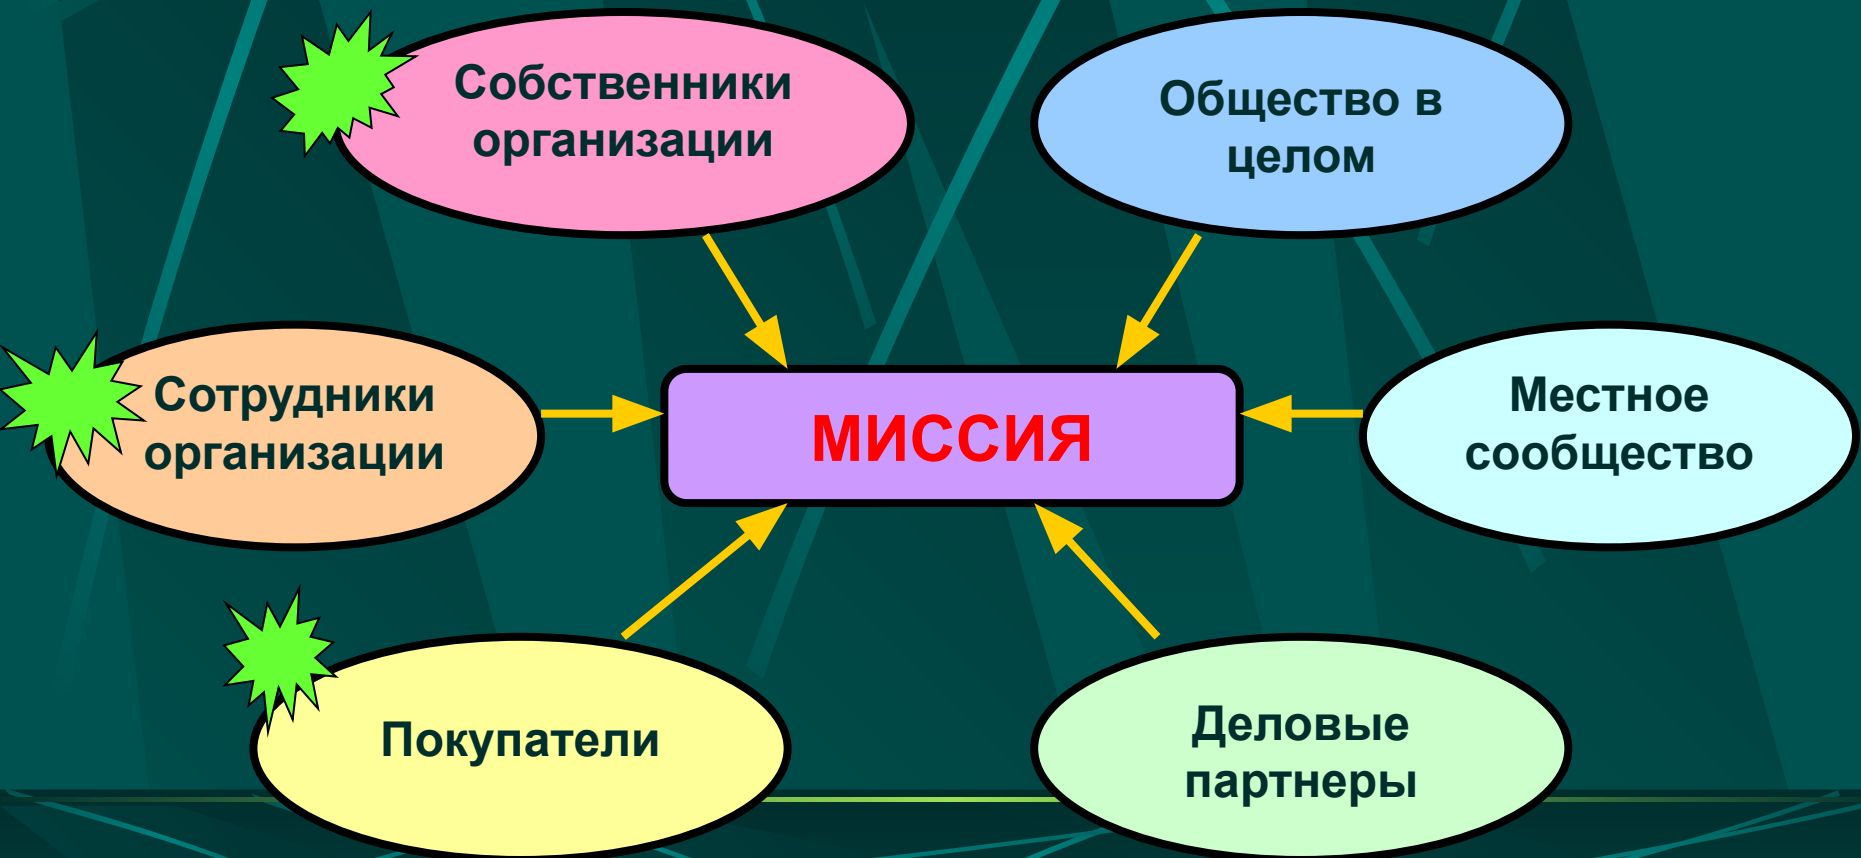 Собственники
организации
Общество в
целом
Сотрудники
организации
МИССИЯ
Местное
сообщество
Покупатели
Деловые
партнеры